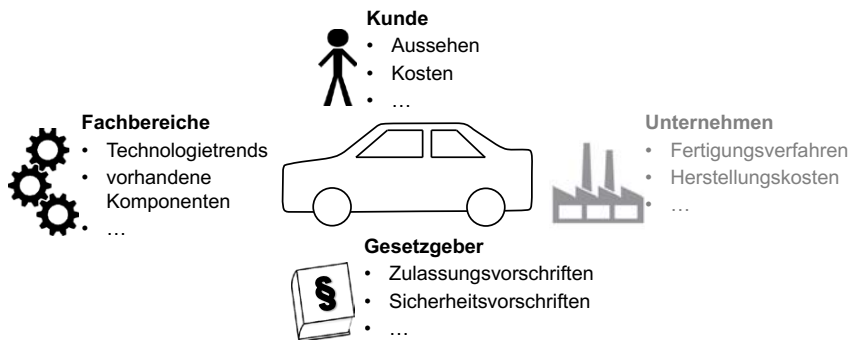 Kunde
• Aussehen
• Kosten
• …
Fachbereiche
• Technologietrends
• vorhandene
Komponenten
• …
Unternehmen
• Fertigungsverfahren
• Herstellungskosten
• …
Gesetzgeber
§
• Zulassungsvorschriften
• Sicherheitsvorschriften
• …